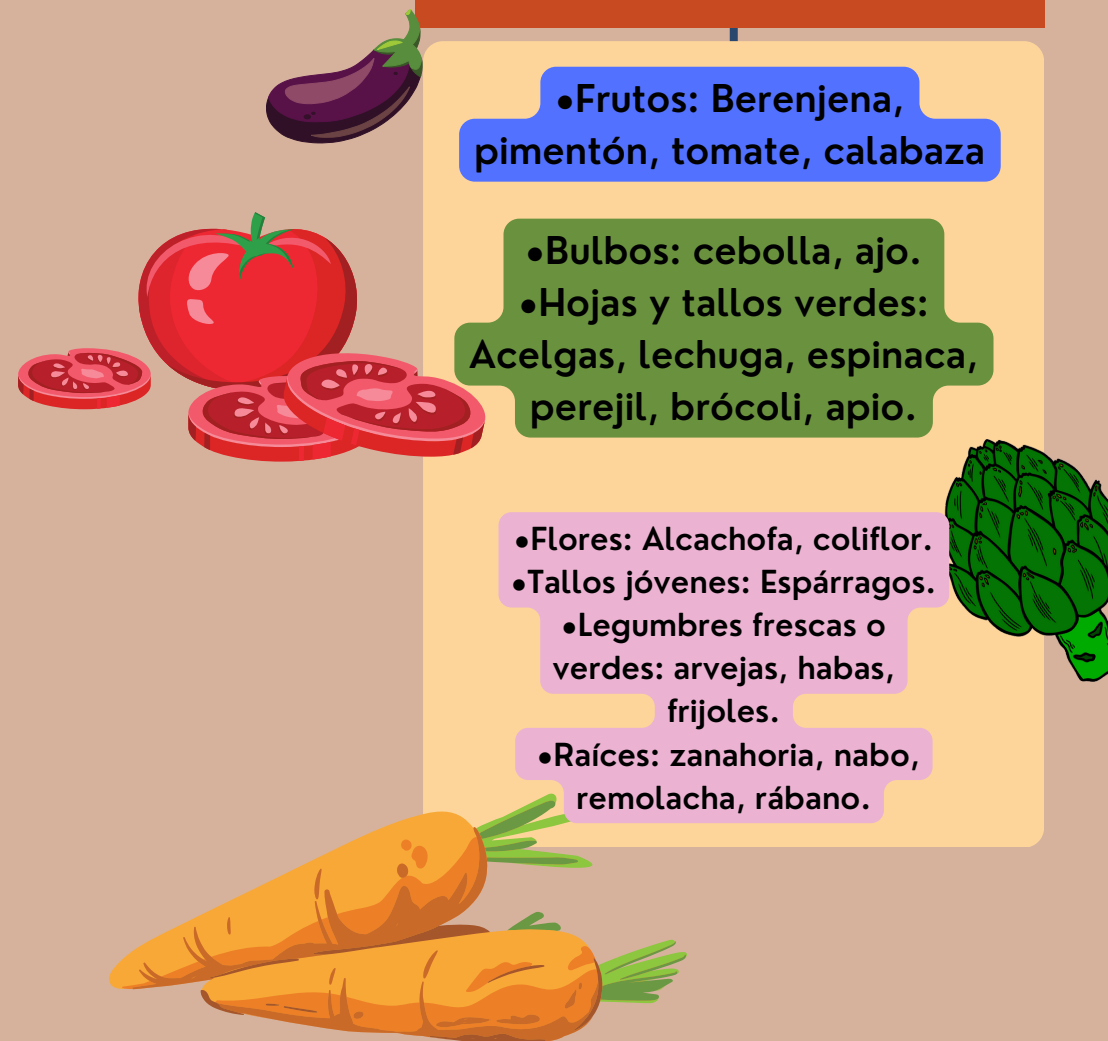 •Frutos: Berenjena,
pimentón, tomate, calabaza
•Bulbos: cebolla, ajo.
•Hojas y tallos verdes:
Acelgas, lechuga, espinaca,
perejil, brócoli, apio.
•Flores: Alcachofa, coliflor.
•Tallos jóvenes: Espárragos.
•Legumbres frescas o
verdes: arvejas, habas,
frijoles.
•Raíces: zanahoria, nabo,
remolacha, rábano.